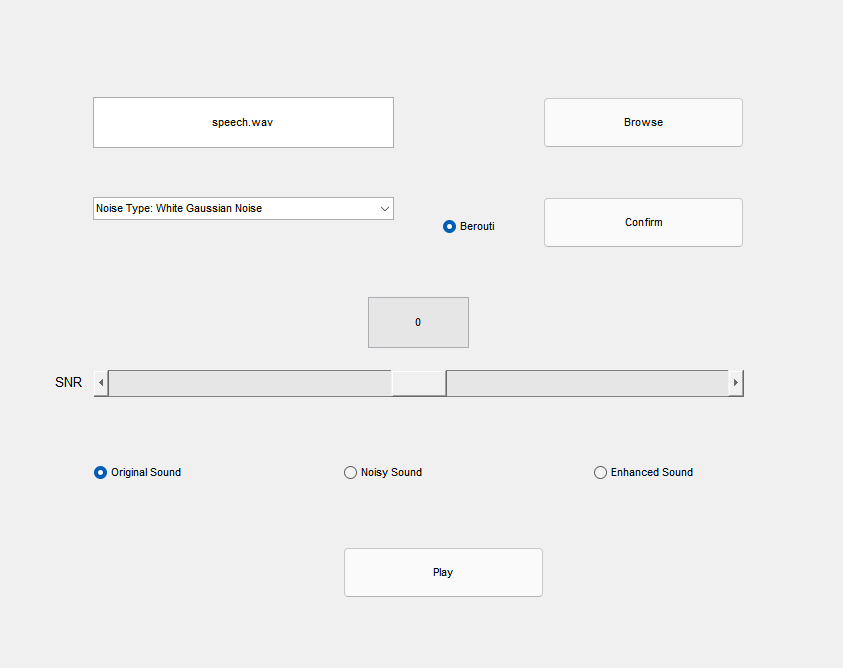 speech.wav
Browse
Noise Type: White Gaussian Noise
Berouti
Confirm
0
SNR
Original Sound
Noisy Sound
Enhanced Sound
Play